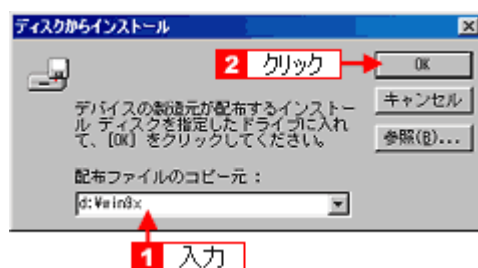 ディスクからインストール
2 クリック
OK
デバイスの製造元が配布するインストー
ル ディスクを指定したドライブに入れ
て、[OK] をクリックしてください。
キャンセル
参照(B)...
配布ファイルのコピー元：
d:¥win9x
1 入力